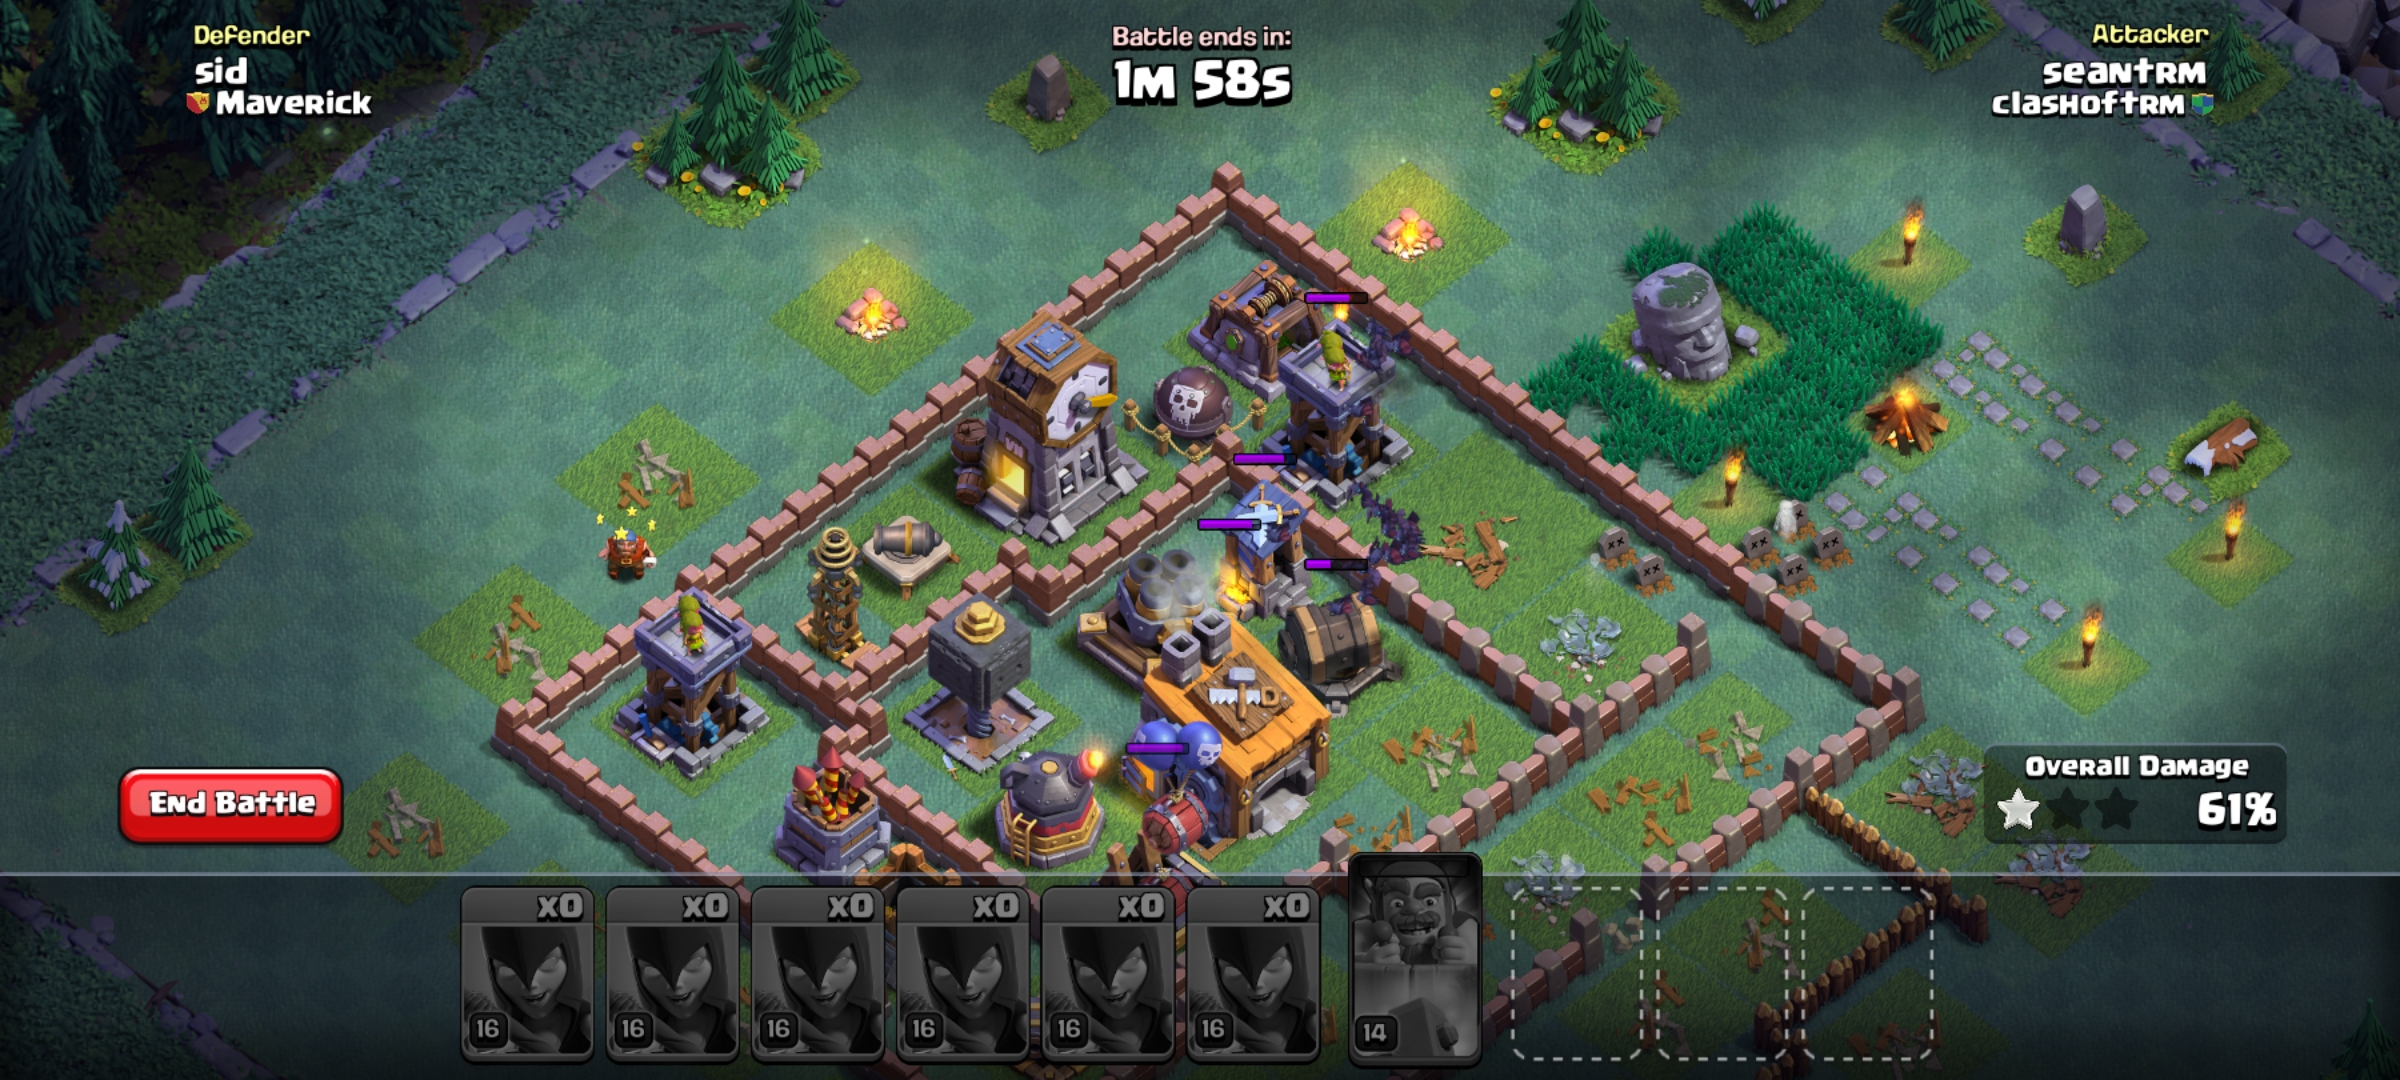 Defender
sid
Maverick
Battle ends in:
1M 58s
Attacker
seantrm
clashoftrm
VII
End Battle
Overall Damage
61%
x0
x0
x0
x0
x0
x0
16
16
16
16
16
16
14